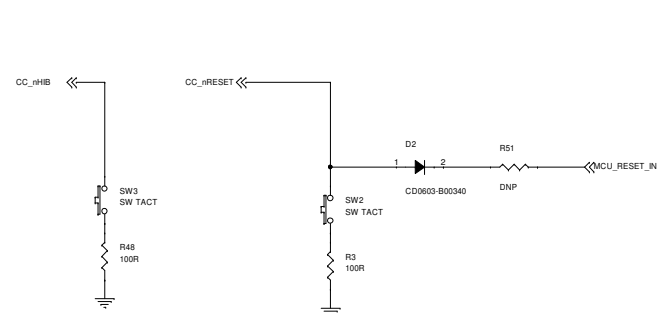 CC_nHIB
CC_nRESET
D2
R51
1
2
MCU_RESET_IN
CD0603-B00340
DNP
SW3
SW TACT
SW2
SW TACT
R48
100R
R3
100R